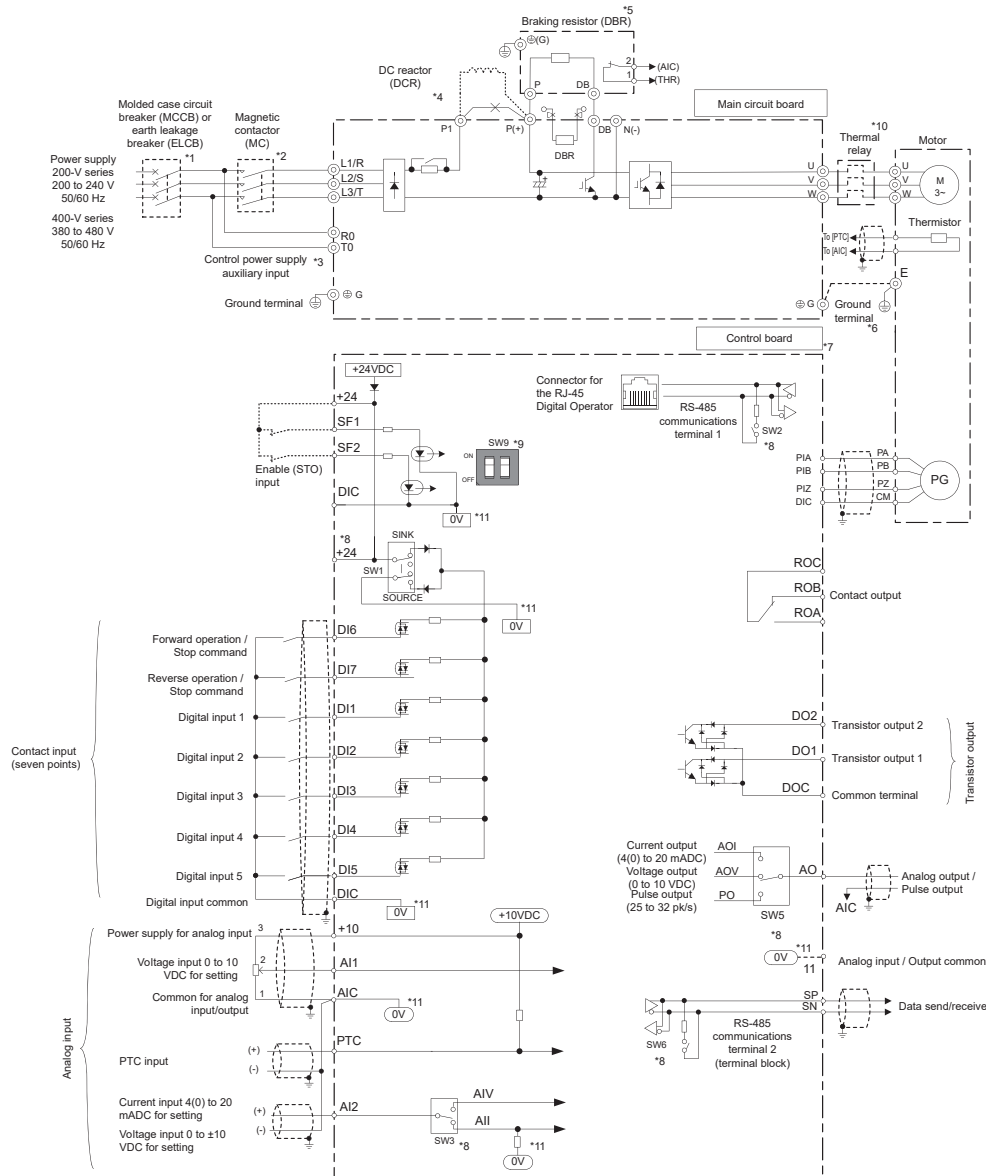 *5
Braking resistor (DBR)
(G)
2
(AIC)
1
(THR)
DC reactor
(DCR)
*4
P
DB
P1
P(+)
DB
N(-)
DBR
Main circuit board
Molded case circuit
breaker (MCCB) or
earth leakage
breaker (ELCB)
*1
Magnetic
contactor
(MC)
*2
Power supply
200-V series
200 to 240 V
50/60 Hz
400-V series
380 to 480 V
50/60 Hz
L1/R
L2/S
L3/T
R0
T0
Control power supply
auxiliary input
*3
Ground terminal
G
*10
Thermal
relay
Motor
U
V
W
U
V
W
M
3~
Thermistor
To [PTC]
To [AIC]
E
G
Ground
terminal
*6
Control board
*7
+24VDC
+24
SF1
SF2
Enable (STO)
input
DIC
0V
*11
SW9
*9
ON
OFF
Connector for
the RJ-45
Digital Operator
RS-485
communications
terminal 1
SW2
*8
PIA
PIB
PIZ
DIC
PA
PB
PZ
CM
PG
*8
+24
SINK
SW1
SOURCE
*11
0V
ROC
ROB
ROA
Contact output
Contact input
(seven points)
Forward operation /
Stop command
DI6
Reverse operation /
Stop command
DI7
Digital input 1
DI1
Digital input 2
DI2
Digital input 3
DI3
Digital input 4
DI4
Digital input 5
DI5
Digital input common
DIC
0V
*11
DO2
Transistor output 2
DO1
Transistor output 1
DOC
Common terminal
Transistor output
Current output
(4(0) to 20 mADC)
Voltage output
(0 to 10 VDC)
Pulse output
(25 to 32 pk/s)
AOI
AOV
PO
SW5
*8
AO
AIC
Analog output /
Pulse output
0V
*11
11
Analog input / Output common
Analog input
Power supply for analog input
3
+10
+10VDC
Voltage input 0 to 10
VDC for setting
2
AI1
Common for analog
input/output
1
AIC
0V
*11
PTC input
(+)
(-)
PTC
Current input 4(0) to 20
mADC for setting
(+)
AI2
Voltage input 0 to ±10
VDC for setting
(-)
SW3
*8
AIV
AII
*11
0V
SP
SN
Data send/receive
SW6
*8
RS-485
communications
terminal 2
(terminal block)